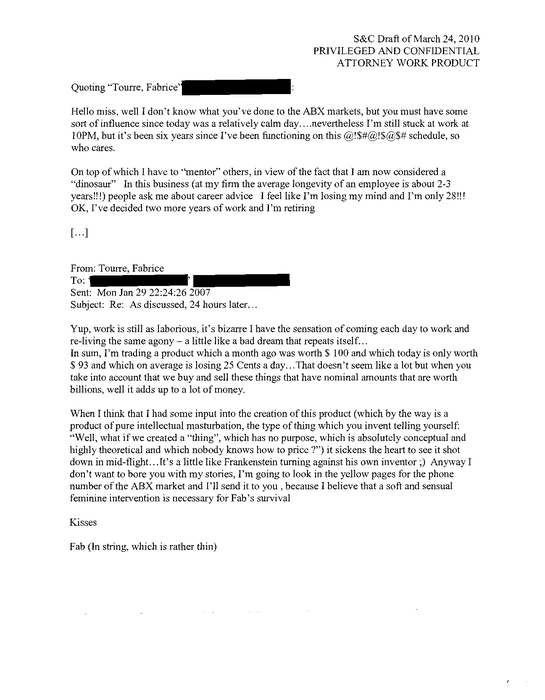 S&C Draft of March 24, 2010
PRIVILEGED AND CONFIDENTIAL
ATTORNEY WORK PRODUCT
Quoting "Tourre, Fabrice"
:
Hello miss, well I don't know what you've done to the ABX markets, but you must have some
sort of influence since today was a relatively calm day….nevertheless I'm still stuck at work at
10PM, but it's been six years since I've been functioning on this @!$#@!$@$# schedule, so
who cares.
On top of which I have to "mentor" others, in view of the fact that I am now considered a
"dinosaur" In this business (at my firm the average longevity of an employee is about 2-3
years!!!) people ask me about career advice I feel like I'm losing my mind and I'm only 28!!!
OK, I've decided two more years of work and I'm retiring
[…]
From: Tourre, Fabrice
To: '
Sent: Mon Jan 29 22:24:26 2007
Subject: Re: As discussed, 24 hours later…
Yup, work is still as laborious, it's bizarre I have the sensation of coming each day to work and
re-living the same agony – a little like a bad dream that repeats itself…
In sum, I'm trading a product which a month ago was worth $ 100 and which today is only worth
$ 93 and which on average is losing 25 Cents a day…That doesn't seem like a lot but when you
take into account that we buy and sell these things that have nominal amounts that are worth
billions, well it adds up to a lot of money.
When I think that I had some input into the creation of this product (which by the way is a
product of pure intellectual masturbation, the type of thing which you invent telling yourself:
"Well, what if we created a "thing", which has no purpose, which is absolutely conceptual and
highly theoretical and which nobody knows how to price ?") it sickens the heart to see it shot
down in mid-flight…It's a little like Frankenstein turning against his own inventor ;) Anyway I
don't want to bore you with my stories, I'm going to look in the yellow pages for the phone
number of the ABX market and I'll send it to you , because I believe that a soft and sensual
feminine intervention is necessary for Fab's survival
Kisses
Fab (In string, which is rather thin)